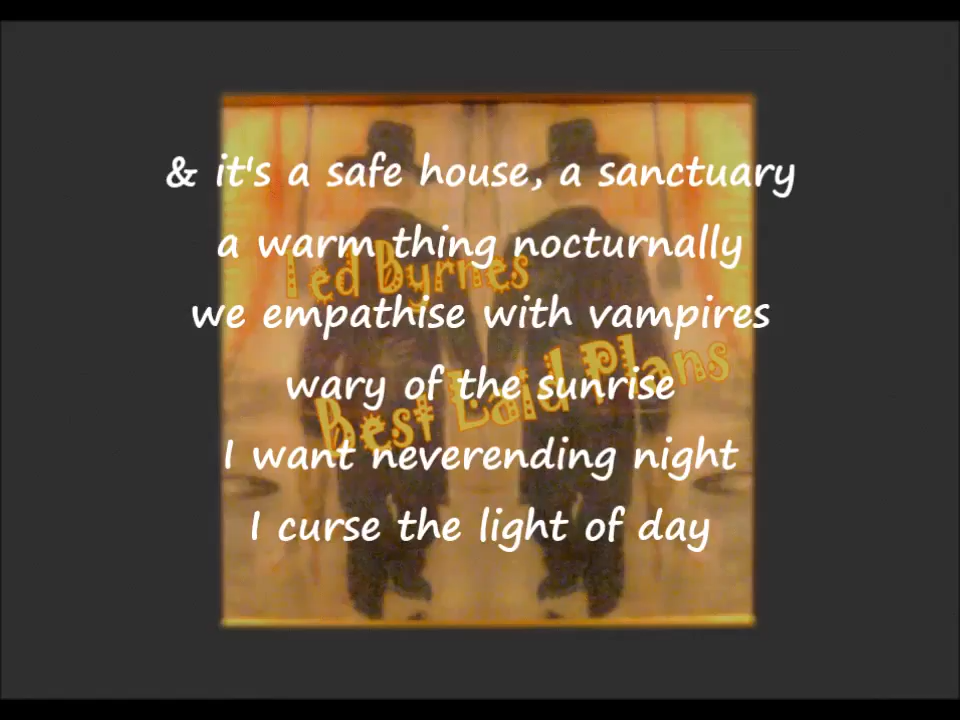 & it's a safe house, a sanctuary
a warm thing nocturnally
Ted Byrnes
we empathise with vampires
wary of the sunrise
Best Laid Plans
I want neverending night
I curse the light of day